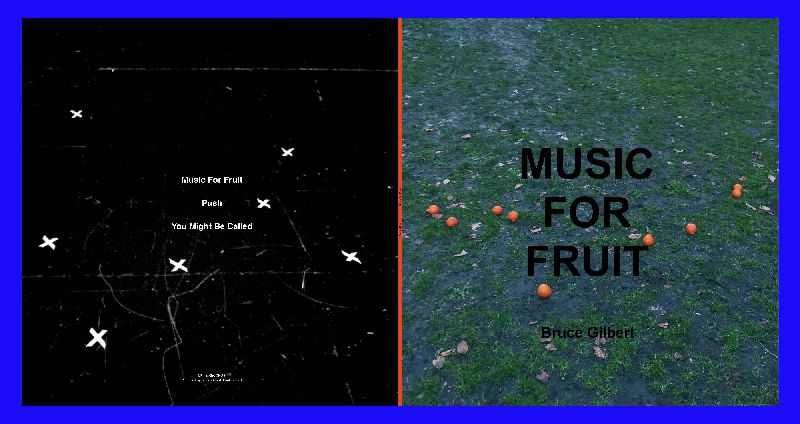 Music For Fruit
Push
You Might Be Called
MUSIC
FOR
FRUIT
Bruce Gilbert